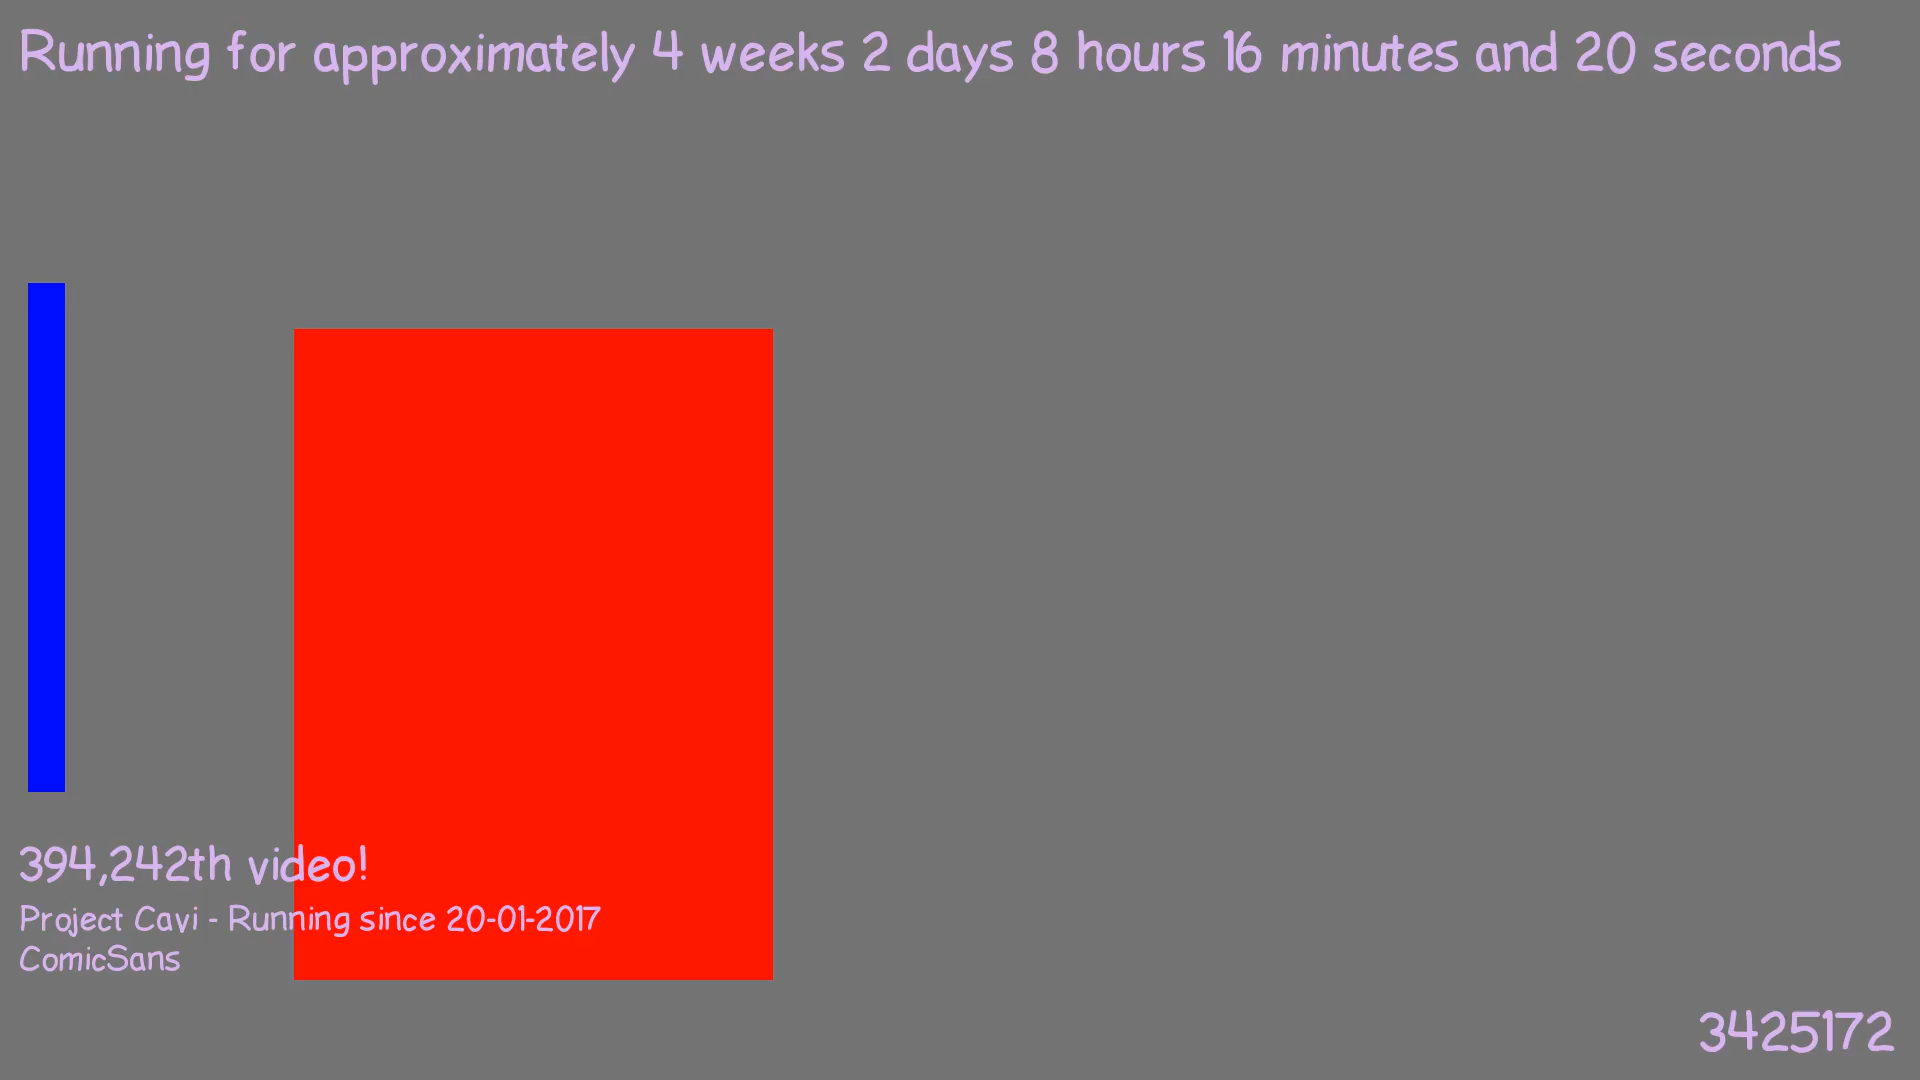 Running for approximately 4 weeks 2 days 8 hours 16 minutes and 20 seconds
394,242th video!
Project Cavi - Running since 20-01-2017
ComicSans
3425172